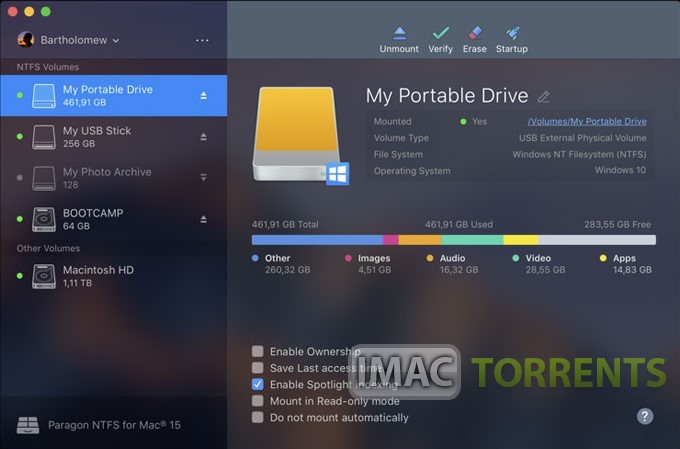 Bartholomew
Unmount Verify Erase Startup
NTFS Volumes
My Portable Drive
461,91 GB
My USB Stick
256 GB
My Photo Archive
128
BOOTCAMP
64 GB
Other Volumes
Macintosh HD
1,11 TB
Paragon NTFS for Mac® 15
My Portable Drive
Mounted Yes /Volumes/My Portable Drive
Volume Type USB External Physical Volume
File System Windows NT Filesystem (NTFS)
Operating System Windows 10
461,91 GB Total 461,91 GB Used 283,55 GB Free
Other Images Audio Video Apps
260,32 GB 4,51 GB 16,32 GB 28,55 GB 14,83 GB
Enable Ownership
Save Last access time
Enable Spotlight indexing
Mount in Read-only mode
Do not mount automatically
IMAC TORRENTS
?